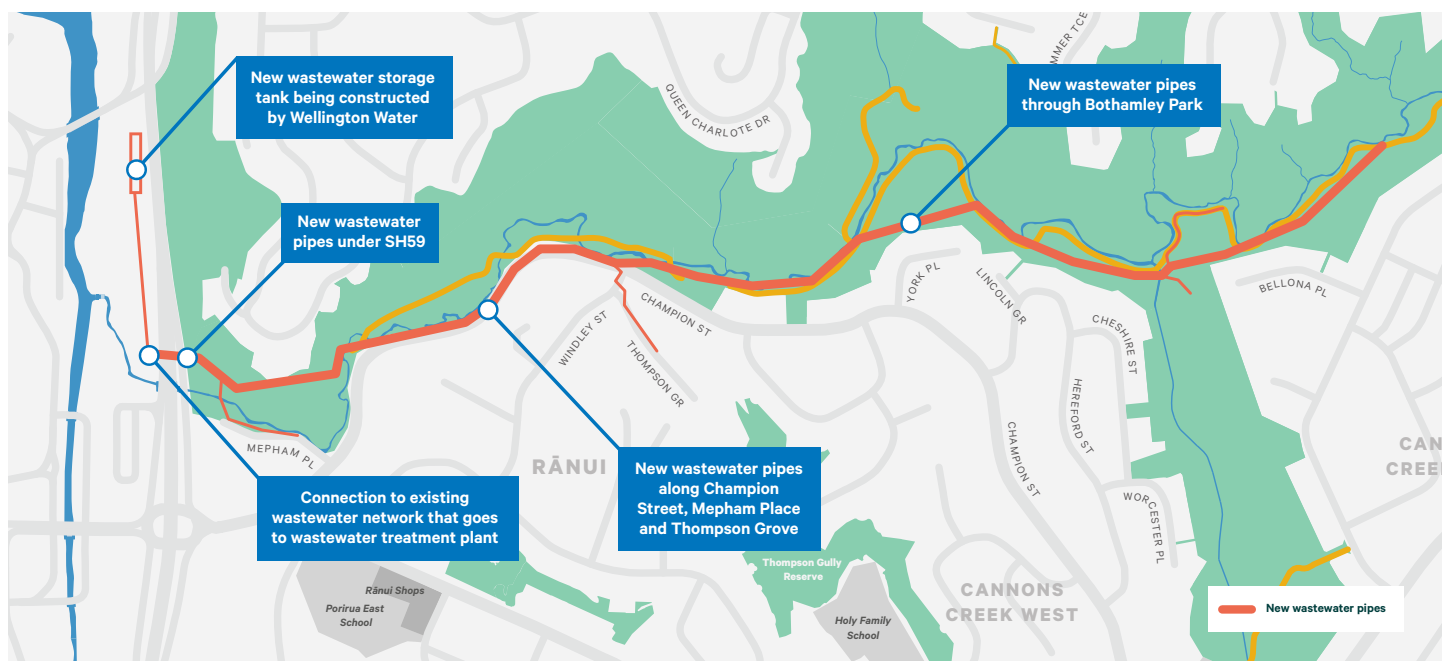 New wastewater storage
tank being constructed
by Wellington Water
New wastewater
pipes under SH59
New wastewater pipes
through Bothamley Park
QUEEN CHARLOTE DR
MMER TCE
YORK PL
LINCOLN GR
BELLONA PL
CHESHIRE ST
HEREFORD ST
CHAMPION ST
WINDLEY ST
THOMPSON GR
MEPHAM PL
RĀNUI
CHAMPION ST
WORCESTER PL
CAN
CREE
Connection to existing
wastewater network that goes
to wastewater treatment plant
New wastewater pipes
along Champion
Street, Mepham Place
and Thompson Grove
Thompson Gully
Reserve
Rānui Shops
Porirua East
School
Holy Family
School
CANNONS
CREEK WEST
New wastewater pipes